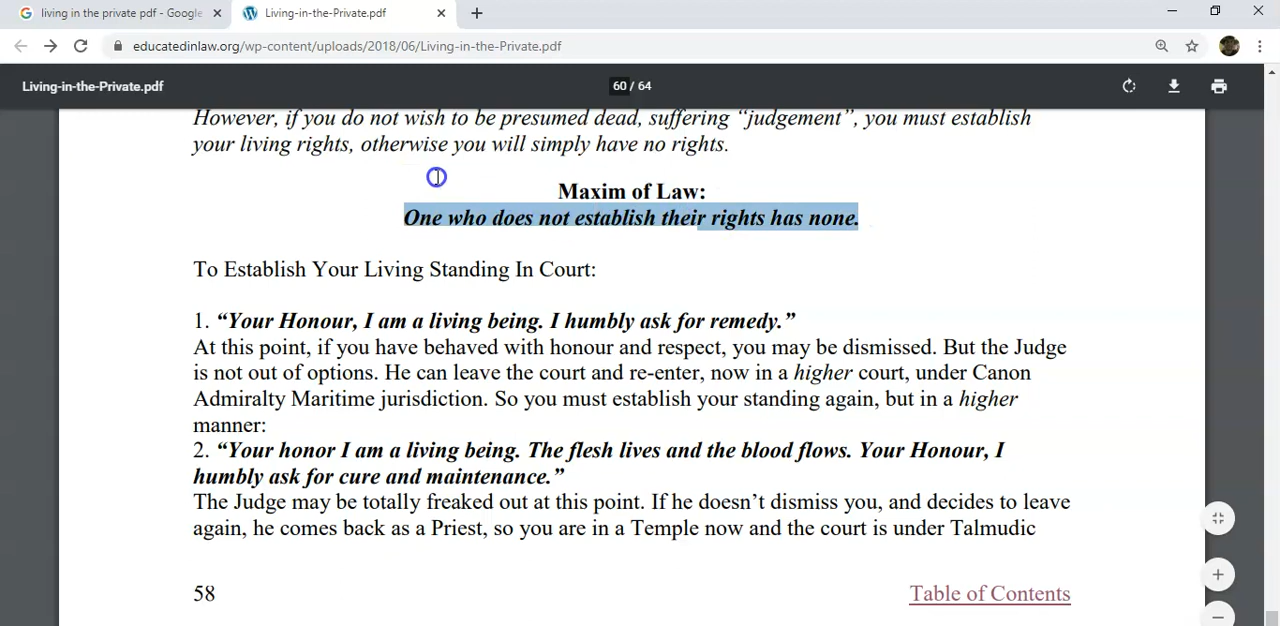 living in the private pdf - Google
Living-in-the-Private.pdf
educatedinlaw.org/wp-content/uploads/2018/06/Living-in-the-Private.pdf
Living-in-the-Private.pdf
60 / 64
However, if you do not wish to be presumed dead, suffering “judgement”, you must establish
your living rights, otherwise you will simply have no rights.
Maxim of Law:
One who does not establish their rights has none.
To Establish Your Living Standing In Court:
1. “Your Honour, I am a living being. I humbly ask for remedy.”
At this point, if you have behaved with honour and respect, you may be dismissed. But the Judge
is not out of options. He can leave the court and re-enter, now in a higher court, under Canon
Admiralty Maritime jurisdiction. So you must establish your standing again, but in a higher
manner:
2. “Your honor I am a living being. The flesh lives and the blood flows. Your Honour, I
humbly ask for cure and maintenance.”
The Judge may be totally freaked out at this point. If he doesn’t dismiss you, and decides to leave
again, he comes back as a Priest, so you are in a Temple now and the court is under Talmudic
58
Table of Contents